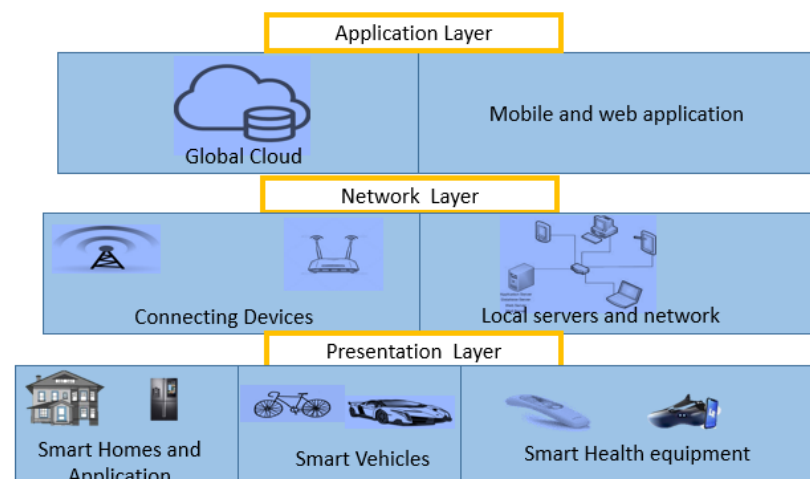 Application Layer
Global Cloud
Mobile and web application
Network Layer
Connecting Devices
Local servers and network
Presentation Layer
Smart Homes and
Application
Smart Vehicles
Smart Health equipment